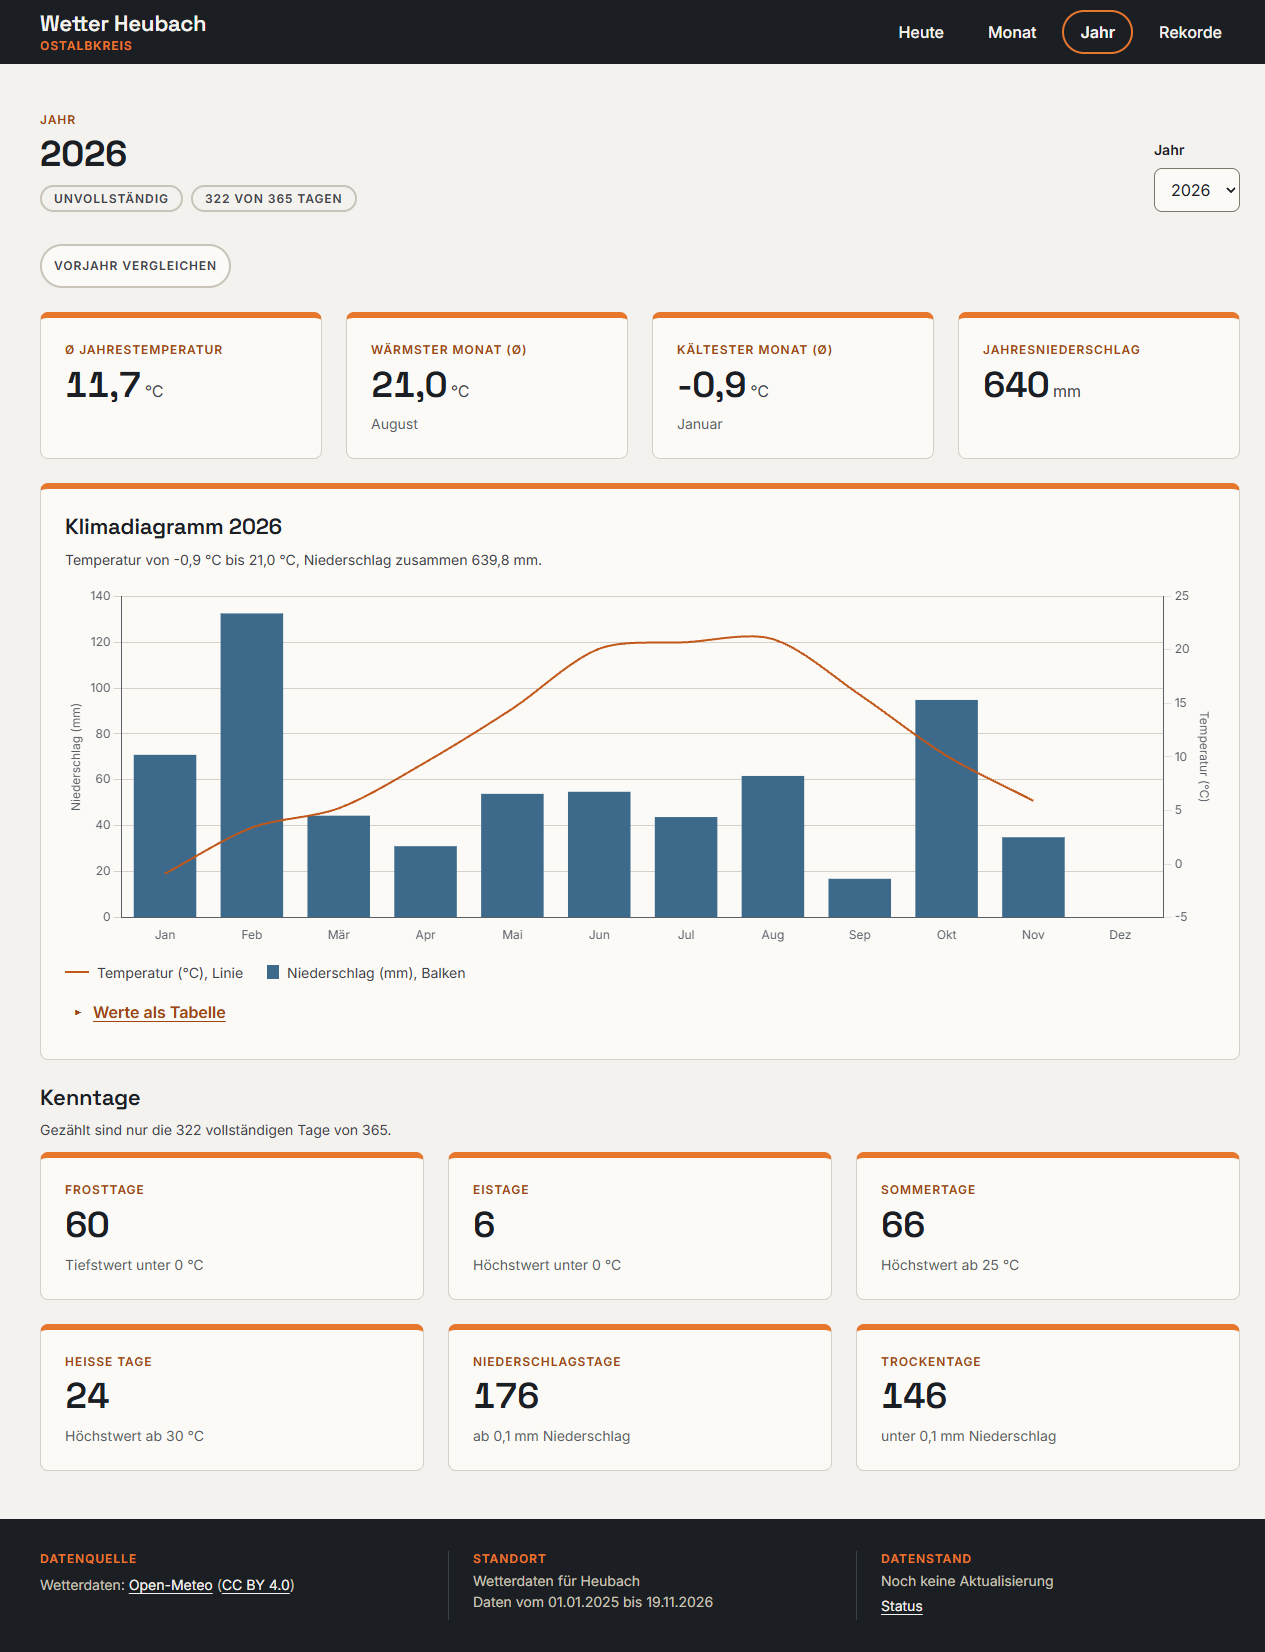 Wetter Heubach
OSTALBKREIS
Heute Monat Jahr Rekorde
JAHR
2026
UNVOLLSTÄNDIG 322 VON 365 TAGEN
Jahr
2026
VORJAHR VERGLEICHEN
Ø JAHRESTEMPERATUR
11,7 °C
WÄRMSTER MONAT (Ø)
21,0 °C
August
KÄLTESTER MONAT (Ø)
-0,9 °C
Januar
JAHRESNIEDERSCHLAG
640 mm
Klimadiagramm 2026
Temperatur von -0,9 °C bis 21,0 °C, Niederschlag zusammen 639,8 mm.
Niederschlag (mm)
140
120
100
80
60
40
20
0
25
20
15
10
5
0
-5
Temperatur (°C)
Jan Feb Mär Apr Mai Jun Jul Aug Sep Okt Nov Dez
Temperatur (°C), Linie Niederschlag (mm), Balken
Werte als Tabelle
Kenntage
Gezählt sind nur die 322 vollständigen Tage von 365.
FROSTTAGE
60
Tiefstwert unter 0 °C
EISTAGE
6
Höchstwert unter 0 °C
SOMMERTAGE
66
Höchstwert ab 25 °C
HEISSE TAGE
24
Höchstwert ab 30 °C
NIEDERSCHLAGSTAGE
176
ab 0,1 mm Niederschlag
TROCKENTAGE
146
unter 0,1 mm Niederschlag
DATENQUELLE
Wetterdaten: Open-Meteo (CC BY 4.0)
STANDORT
Wetterdaten für Heubach
Daten vom 01.01.2025 bis 19.11.2026
DATENSTAND
Noch keine Aktualisierung
Status